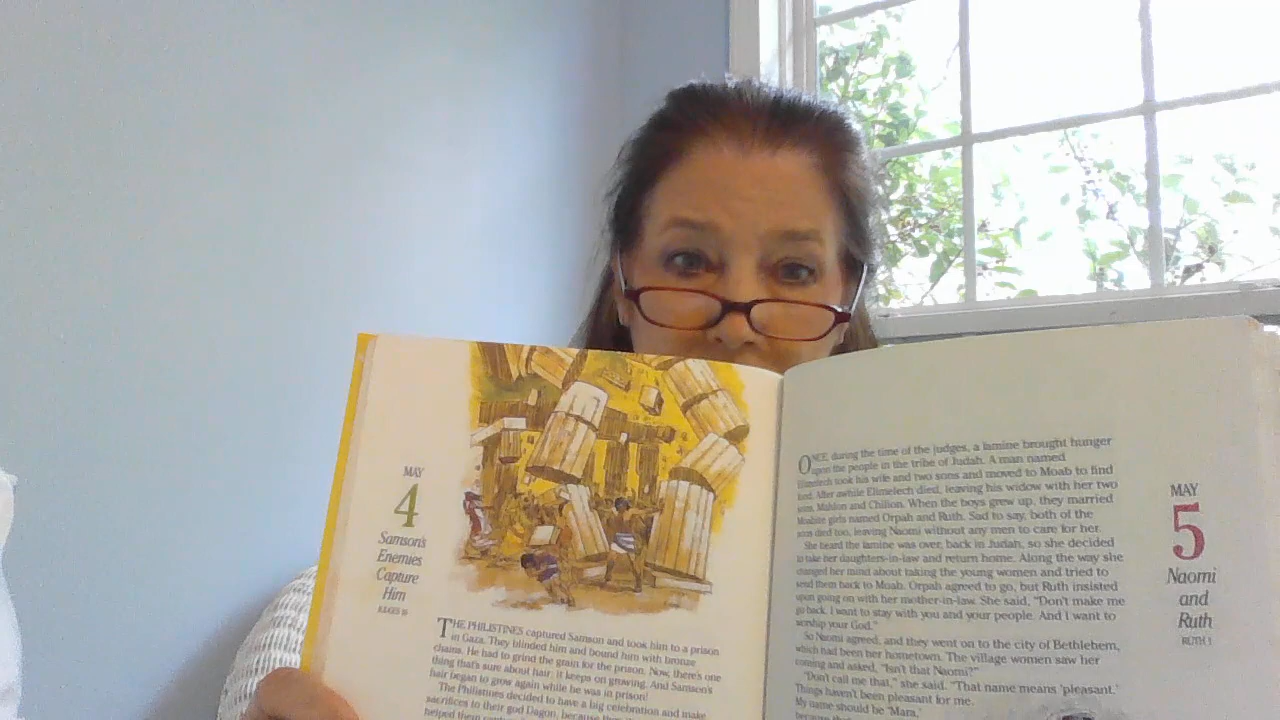 MAY
4
Samson's
Enemies
Capture
Him
JUDGES 16
THE PHILISTINES captured Samson and took him to a prison
in Gaza. They blinded him and bound him with bronze
chains. He had to grind the grain for the prison. Now, there's one
thing that's sure about hair; it keeps on growing. And Samson's
hair began to grow again while he was in prison!
The Philistines decided to have a big celebration and make
sacrifices to their god Dagon, because
helped them
ONCE, during the time of the judges, a famine brought hunger
upon the people in the tribe of Judah. A man named
Elimelech took his wife and two sons and moved to Moab to find
food. After awhile Elimelech died, leaving his widow with her two
sons, Mahlon and Chilion. When the boys grew up, they married
Moabite girls named Orpah and Ruth. Sad to say, both of the
sons died too, leaving Naomi without any men to care for her.
She heard the famine was over, back in Judah, so she decided
to take her daughters-in-law and return home. Along the way she
changed her mind about taking the young women and tried to
send them back to Moab. Orpah agreed to go, but Ruth insisted
upon going on with her mother-in-law. She said, "Don't make me
go back. I want to stay with you and your people. And I want to
worship your God."
So Naomi agreed, and they went on to the city of Bethlehem,
which had been her hometown. The village women saw her
coming and asked, "Isn't that Naomi?"
"Don't call me that," she said. "That name means 'pleasant.'
Things haven't been pleasant for me.
My name should be 'Mara,'
because
MAY
5
Naomi
and
Ruth
RUTH 1